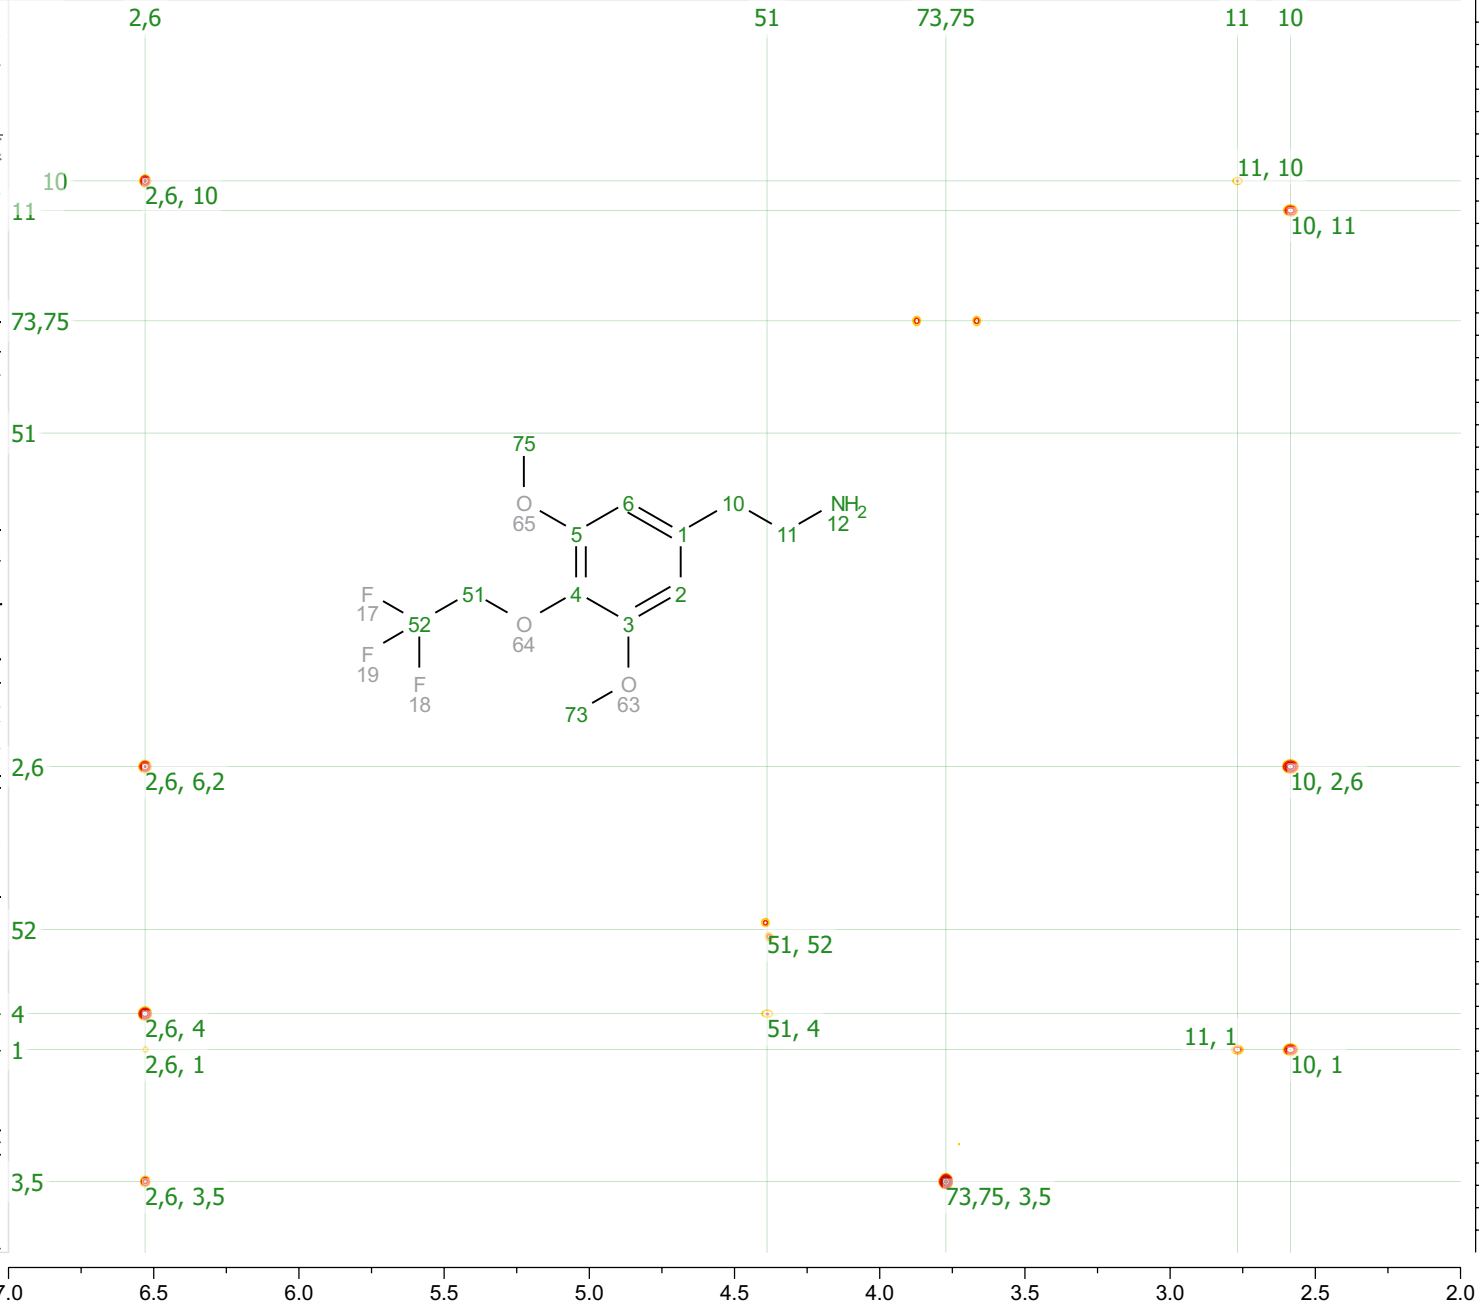 2,6 51 73,75 11 10
10 2,6, 10 11, 10
11 10, 11
73,75
51
75
O 65 6 10 NH2 12
5 1 11
F 17 51 4 2
52 O 64 3
F 19
F 18 O 63
73
2,6 2,6, 6,2 10, 2,6
52 51, 52
4 2,6, 4 51, 4
1 2,6, 1 11, 1 10, 1
3,5 2,6, 3,5 73,75, 3,5
7.0 6.5 6.0 5.5 5.0 4.5 4.0 3.5 3.0 2.5 2.0